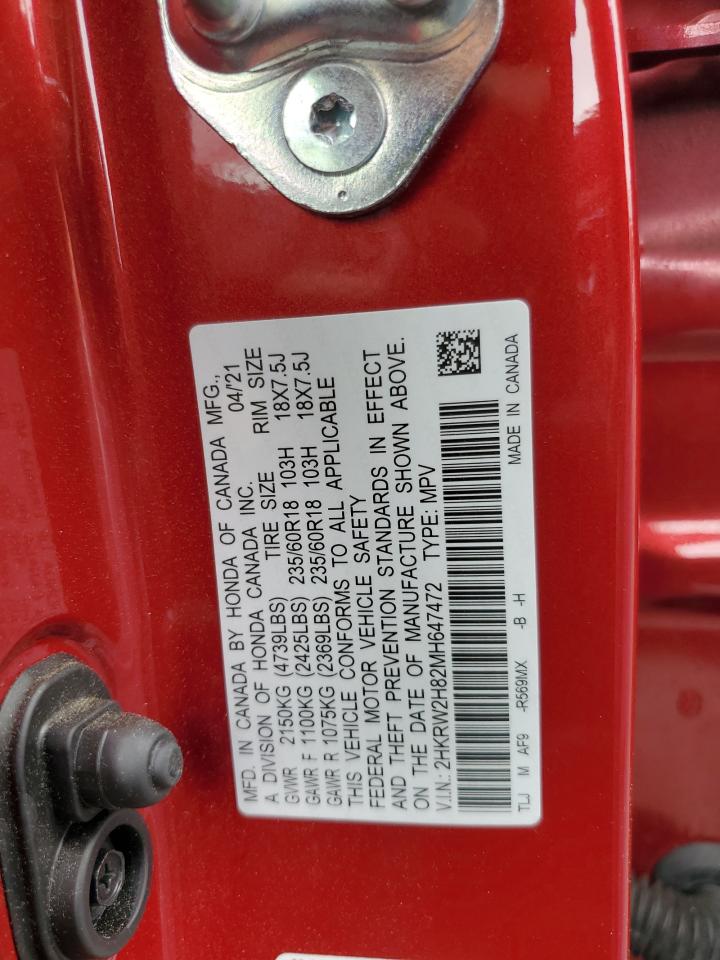 MFD. IN CANADA BY HONDA OF CANADA MFG.,
A DIVISION OF HONDA CANADA INC. 04/'21
TIRE SIZE RIM SIZE
GVWR 2150KG (4739LBS)
GAWR F 1100KG (2425LBS) 235/60R18 103H 18X7.5J
GAWR R 1075KG (2369LBS) 235/60R18 103H 18X7.5J
THIS VEHICLE CONFORMS TO ALL APPLICABLE
FEDERAL MOTOR VEHICLE SAFETY
AND THEFT PREVENTION STANDARDS IN EFFECT
ON THE DATE OF MANUFACTURE SHOWN ABOVE.
V.I.N.: 2HKRW2H82MH647472 TYPE: MPV
TLJ M AF9 -R569MX -B -H MADE IN CANADA